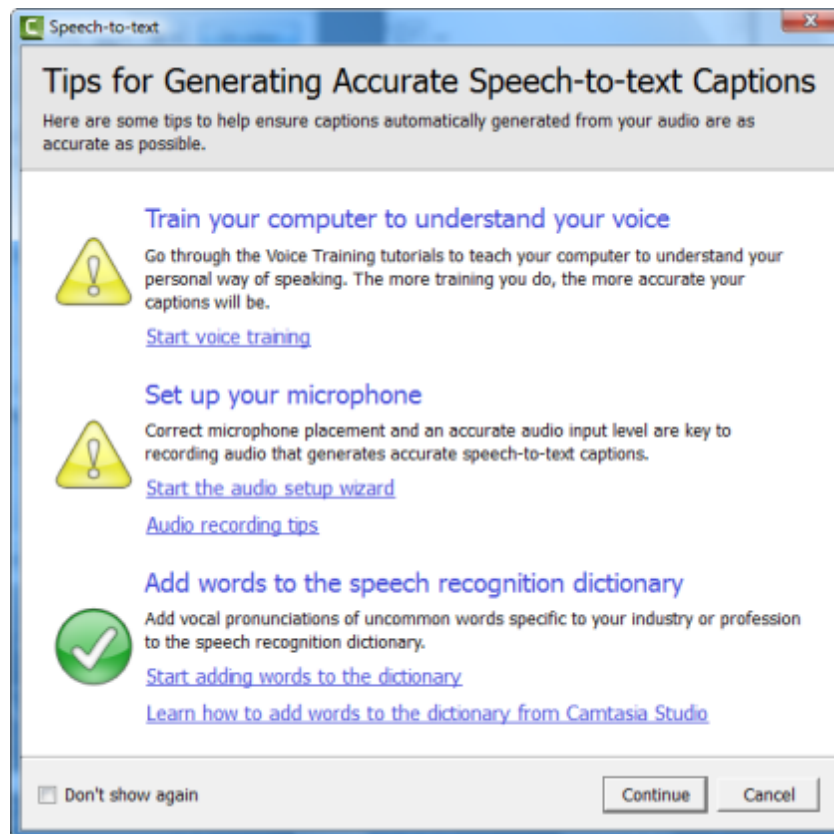 Speech-to-text
Tips for Generating Accurate Speech-to-text Captions
Here are some tips to help ensure captions automatically generated from your audio are as
accurate as possible.
Train your computer to understand your voice
Go through the Voice Training tutorials to teach your computer to understand your
personal way of speaking. The more training you do, the more accurate your
captions will be.
Start voice training
Set up your microphone
Correct microphone placement and an accurate audio input level are key to
recording audio that generates accurate speech-to-text captions.
Start the audio setup wizard
Audio recording tips
Add words to the speech recognition dictionary
Add vocal pronunciations of uncommon words specific to your industry or profession
to the speech recognition dictionary.
Start adding words to the dictionary
Learn how to add words to the dictionary from Camtasia Studio
Don't show again
Continue
Cancel